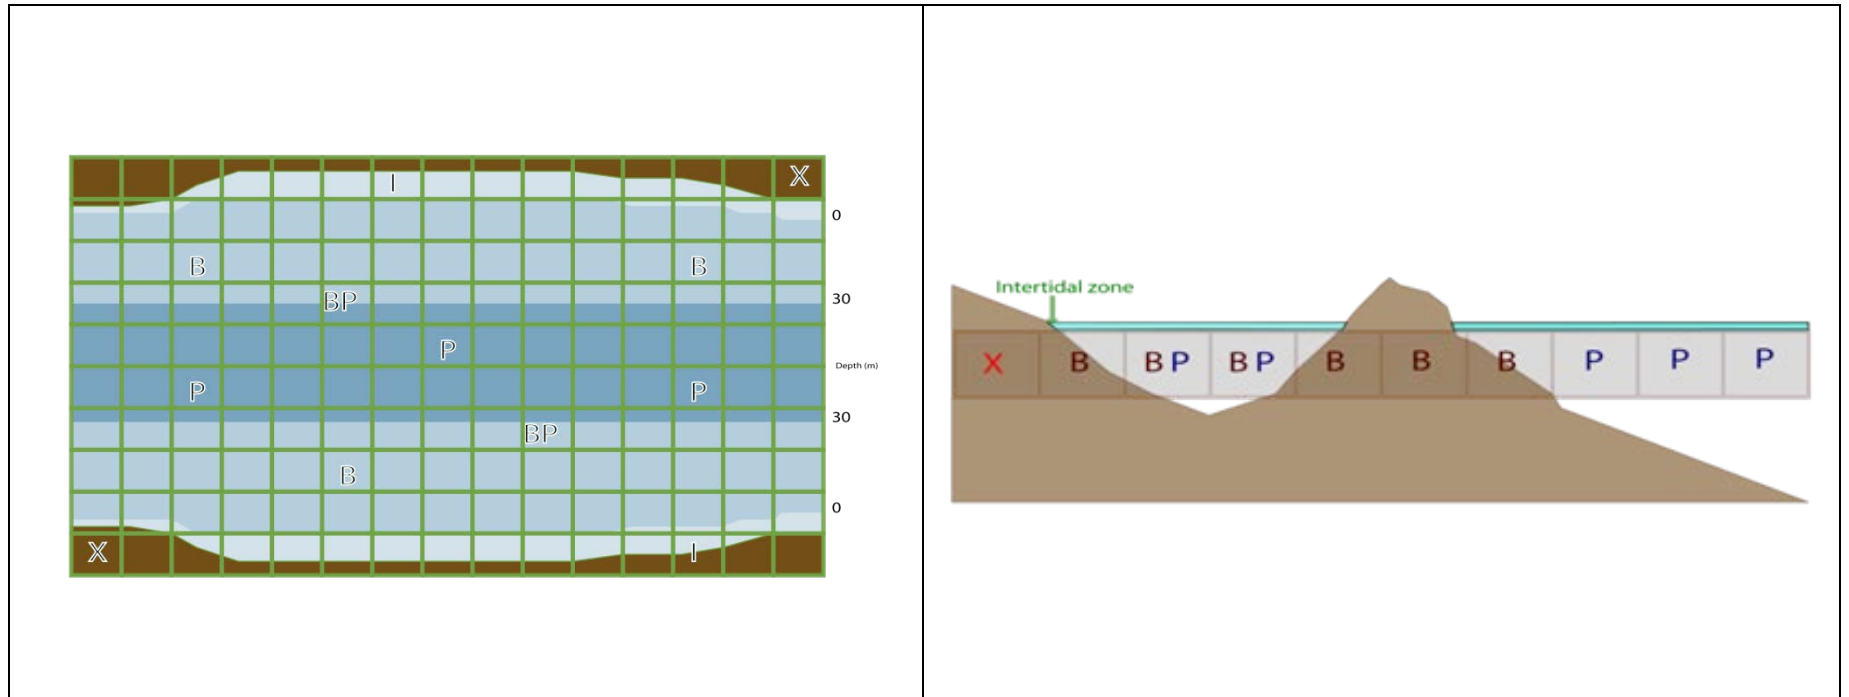 X
I
0
B B
BP
30
P
Depth (m)
P P
30
BP
B
0
X I
Intertidal zone
X B B P B P B B B P P P